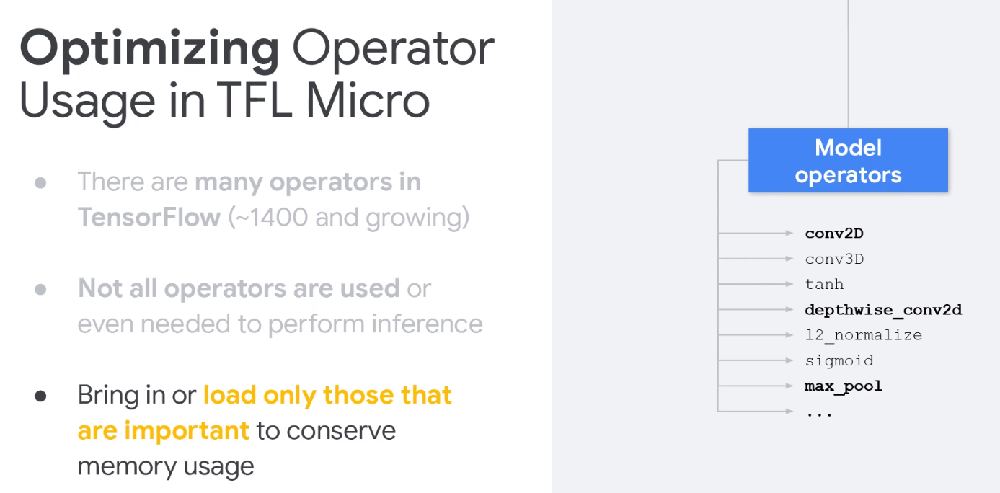 Optimizing Operator
Usage in TFL Micro
● There are many operators in
TensorFlow (~1400 and growing)
● Not all operators are used or
even needed to perform inference
● Bring in or load only those that
are important to conserve
memory usage
Model
operators
conv2D
conv3D
tanh
depthwise_conv2d
l2_normalize
sigmoid
max_pool
...